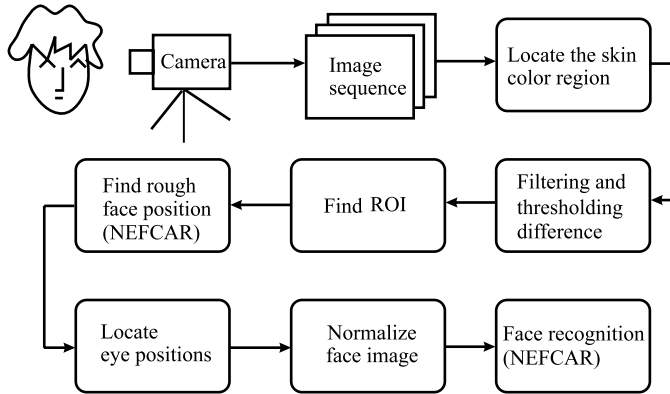 Camera
Image
sequence
Locate the skin
color region
Filtering and
thresholding
difference
Find ROI
Find rough
face position
(NEFCAR)
Locate
eye positions
Normalize
face image
Face recognition
(NEFCAR)